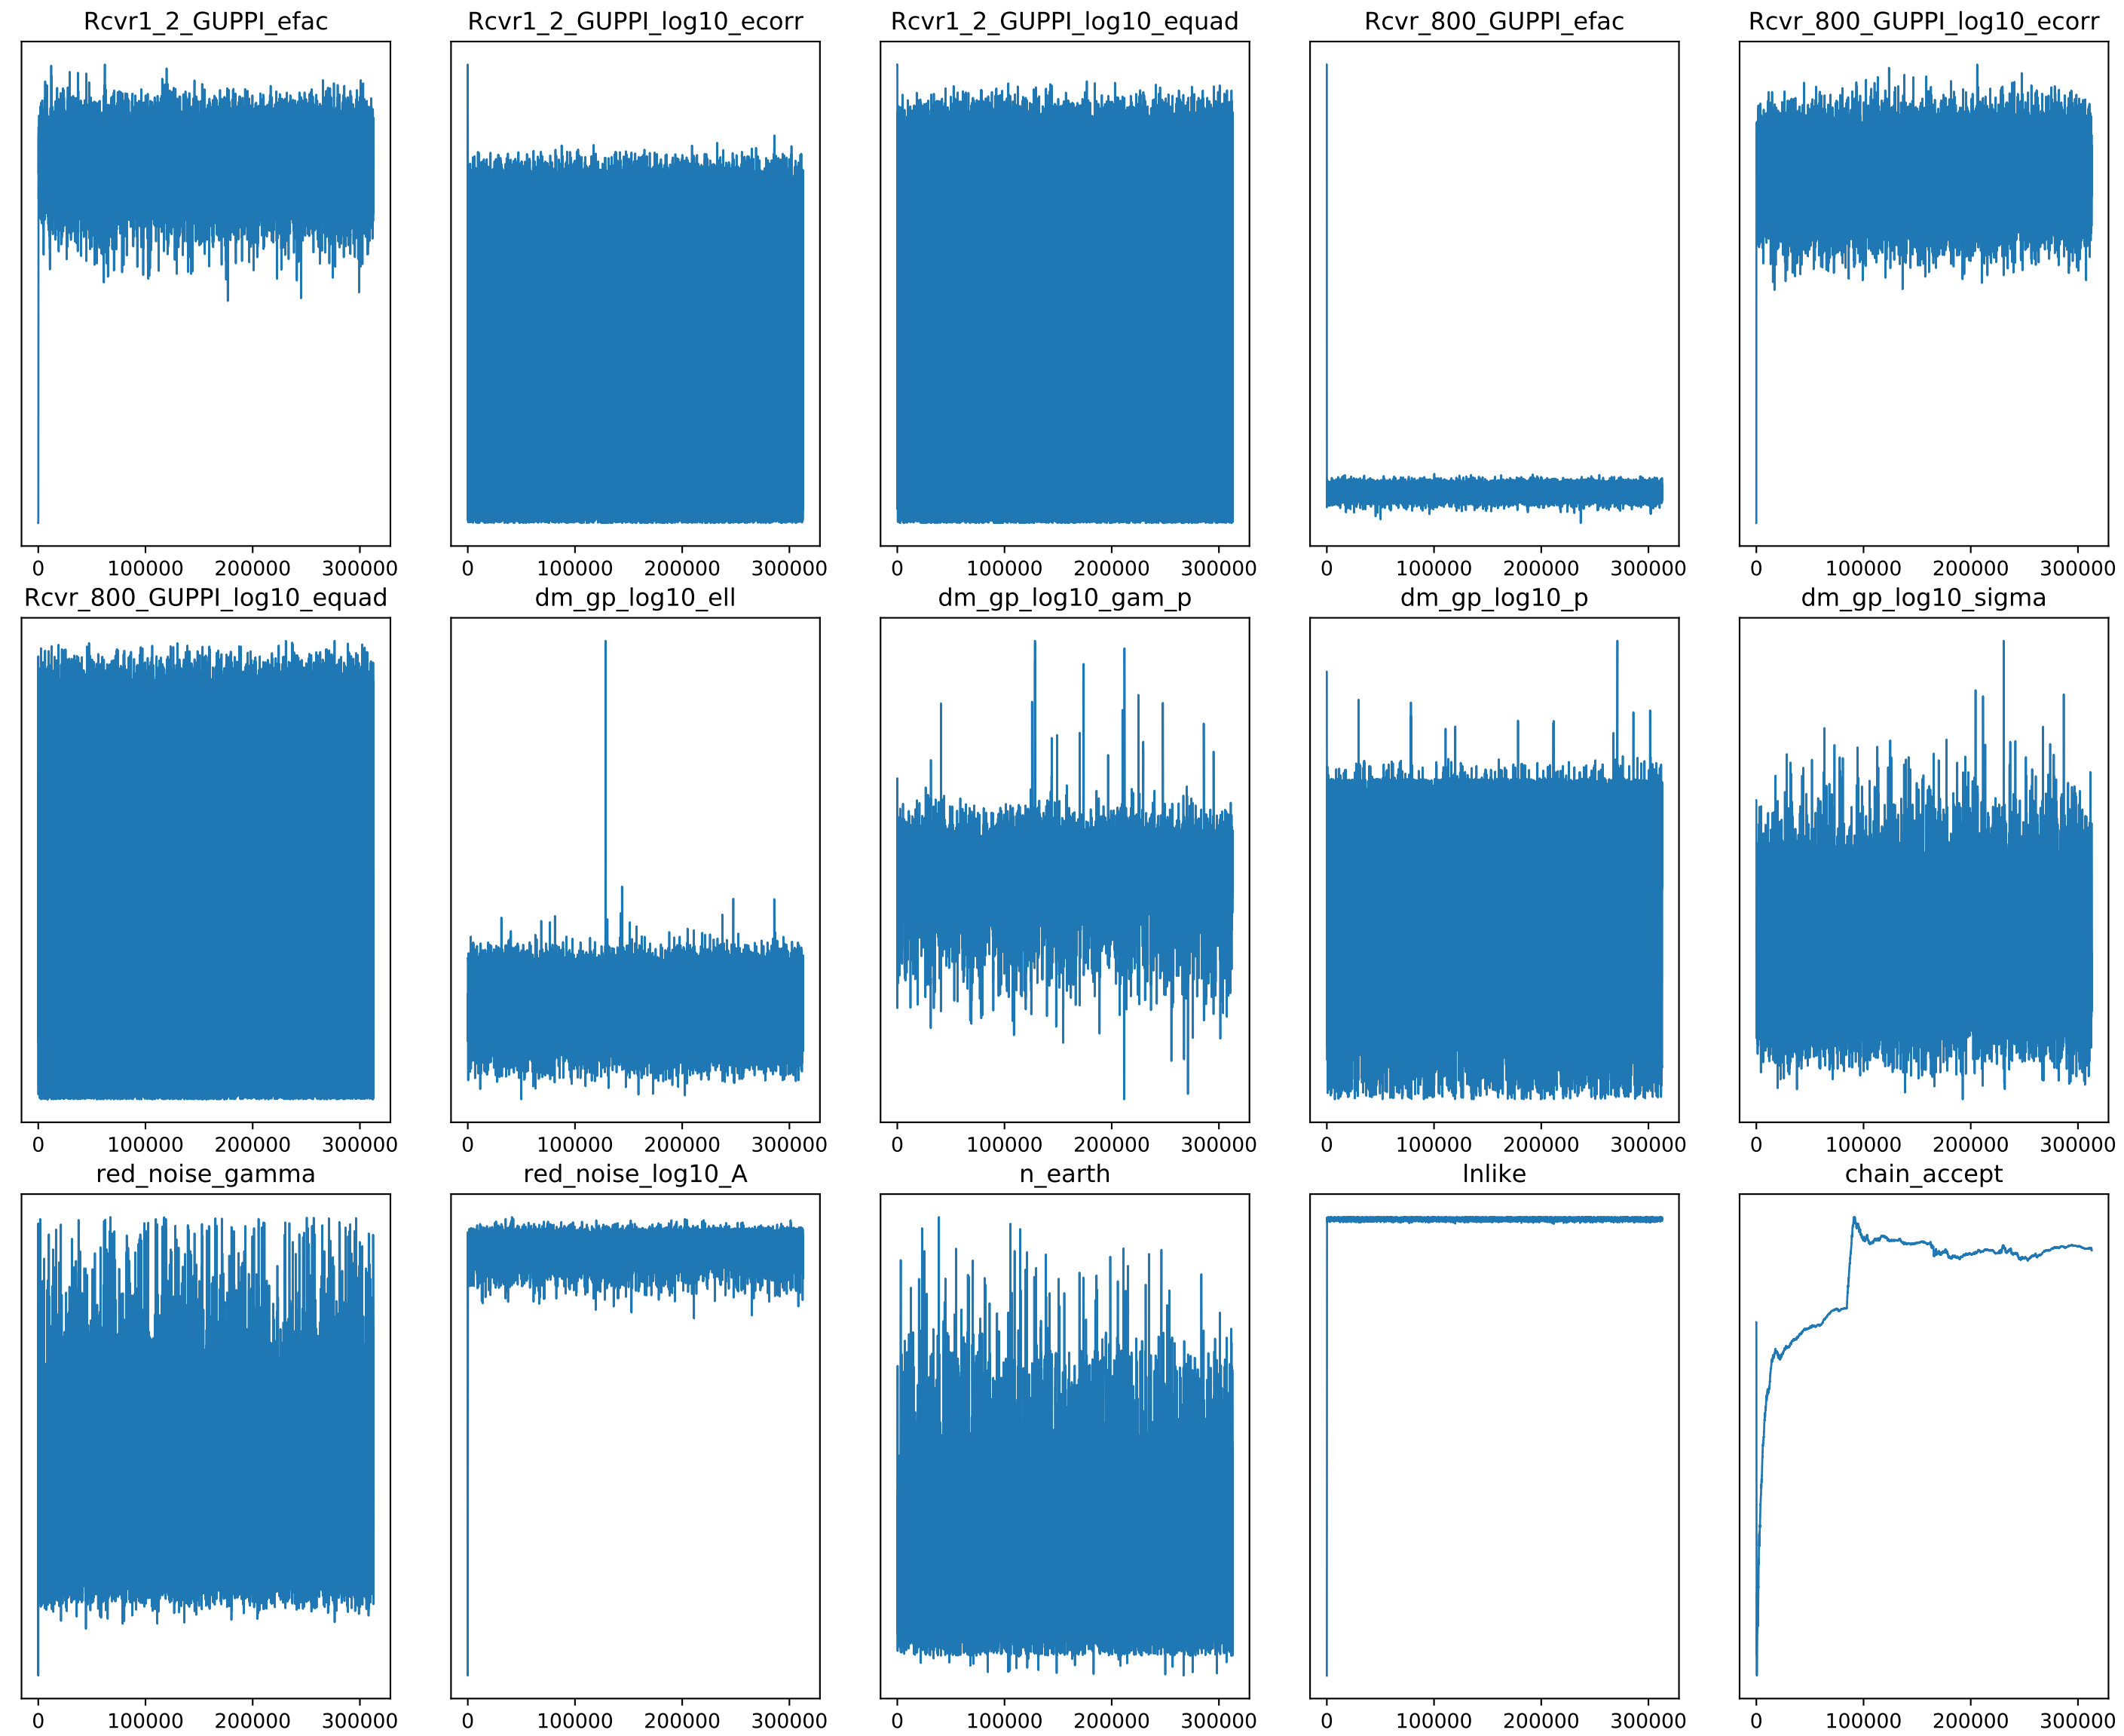 Rcvr1_2_GUPPI_efac Rcvr1_2_GUPPI_log10_ecorr Rcvr1_2_GUPPI_log10_equad Rcvr_800_GUPPI_efac Rcvr_800_GUPPI_log10_ecorr
0 100000 200000 300000 0 100000 200000 300000 0 100000 200000 300000 0 100000 200000 300000 0 100000 200000 300000
Rcvr_800_GUPPI_log10_equad dm_gp_log10_ell dm_gp_log10_gam_p dm_gp_log10_p dm_gp_log10_sigma
0 100000 200000 300000 0 100000 200000 300000 0 100000 200000 300000 0 100000 200000 300000 0 100000 200000 300000
red_noise_gamma red_noise_log10_A n_earth lnlike chain_accept
0 100000 200000 300000 0 100000 200000 300000 0 100000 200000 300000 0 100000 200000 300000 0 100000 200000 300000